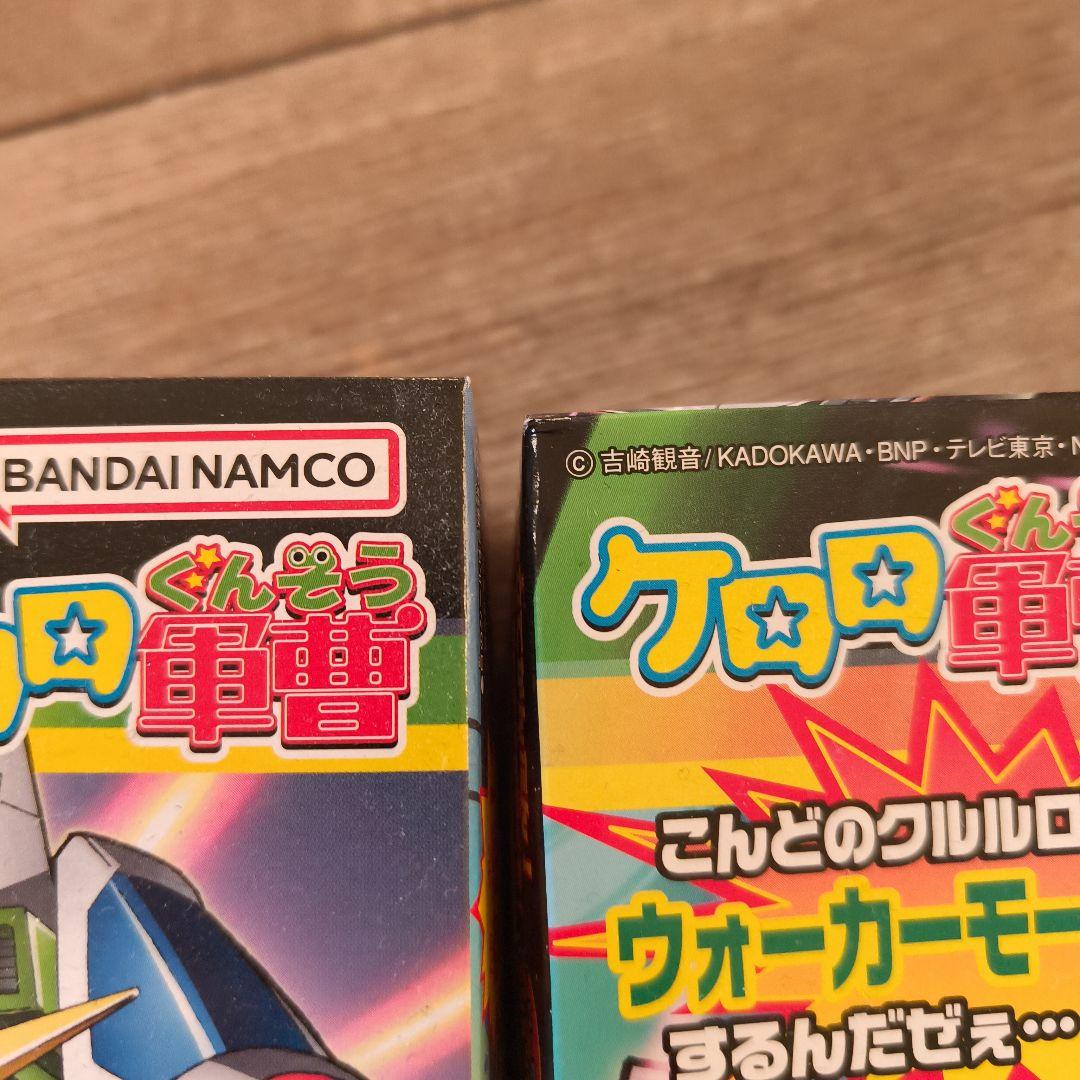 BANDAI NAMCO
ぐんそう
ロ軍曹
©吉崎観音/KADOKAWA・BNP・テレビ東京・N
ぐん
ケロロ軍
こんどのクルルロ
ウォーカーモー
するんだぜぇ…